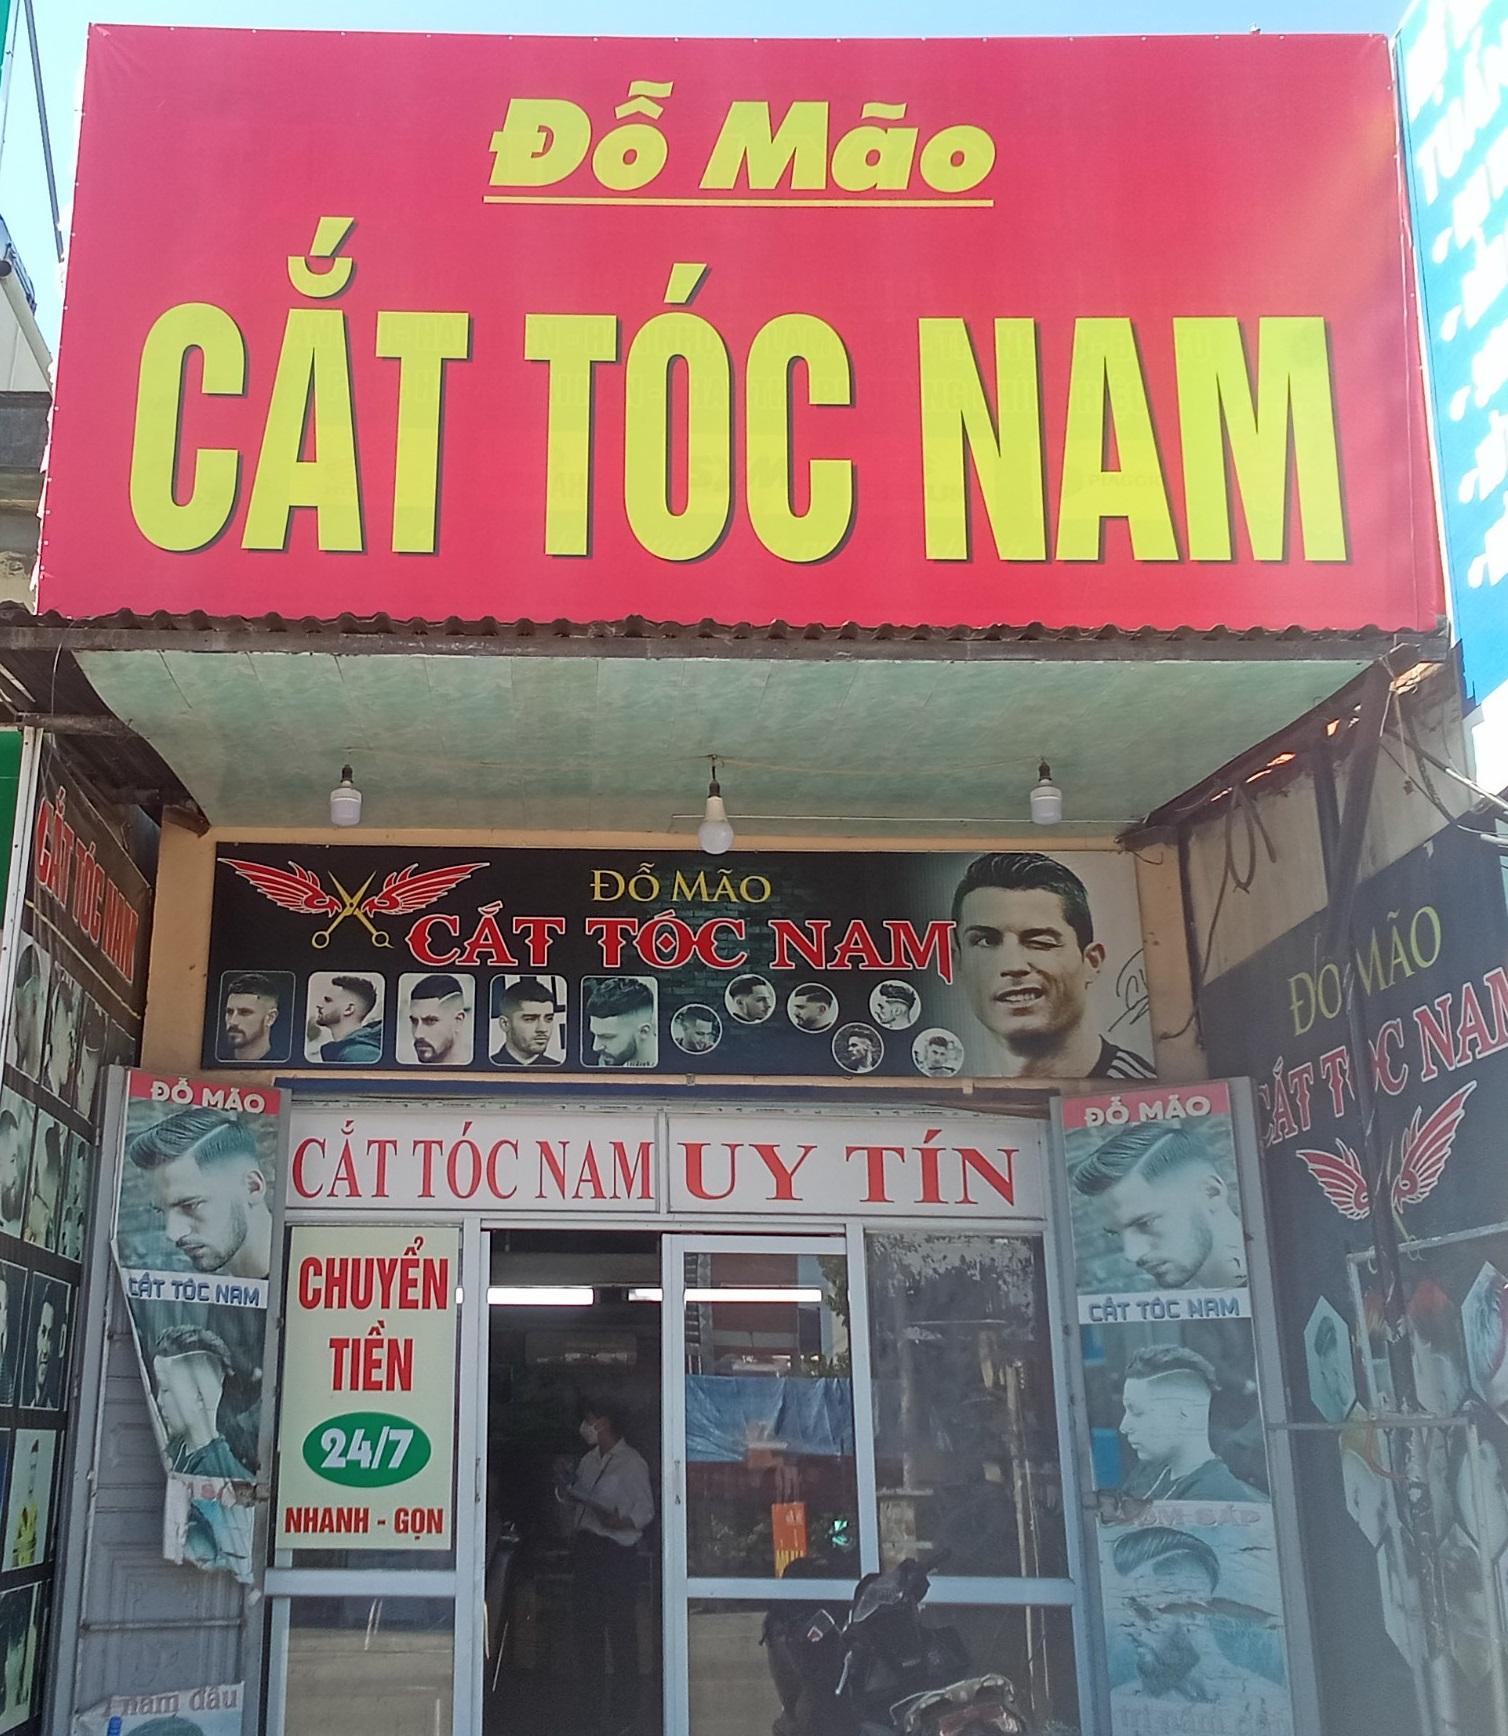 Đỗ Mão
CẮT TÓC NAM
ĐỖ MÃO
CẮT TÓC NAM
CẮT TÓC NAM
ĐỖ MÃO
CẮT TÓC NAM
ĐỖ MÃO
CẮT TÓC NAM UY TÍN
ĐỖ MÃO
CẮT TÓC NAM
CẮT TÓC NAM
CHUYỂN
TIỀN
24/7
NHANH - GỌN
nam đầu